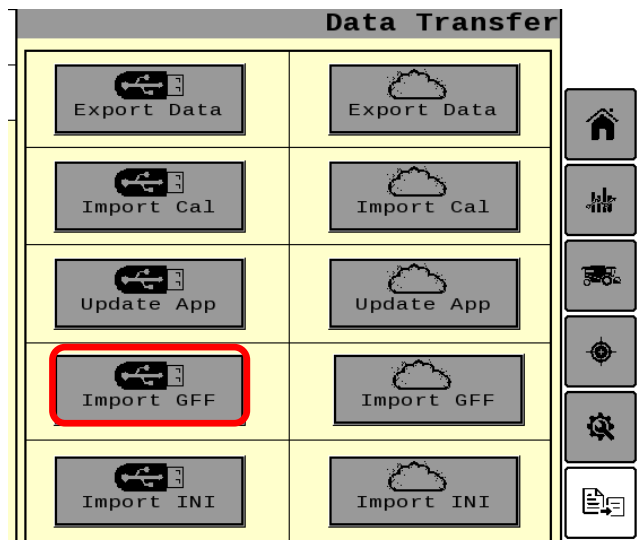 Data Transfer
Export Data
Export Data
Import Cal
Import Cal
Update App
Update App
Import GFF
Import GFF
Import INI
Import INI